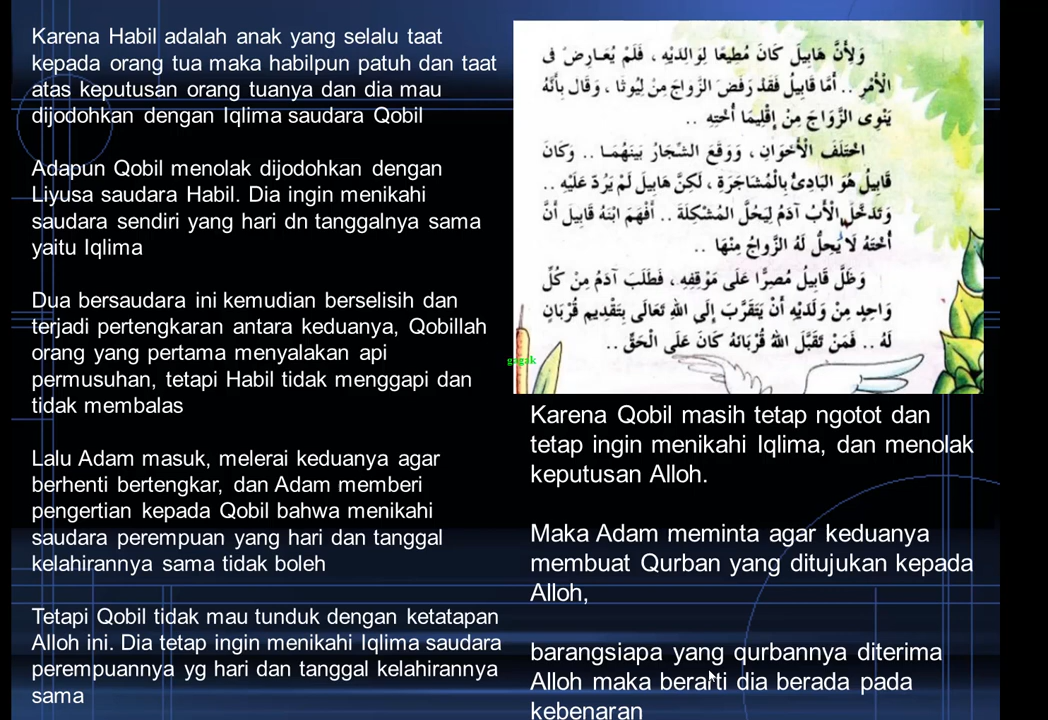 Karena Habil adalah anak yang selalu taat
kepada orang tua maka habilpun patuh dan taat
atas keputusan orang tuanya dan dia mau
dijodohkan dengan Iqlima saudara Qobil
Adapun Qobil menolak dijodohkan dengan
Liyusa saudara Habil. Dia ingin menikahi
saudara sendiri yang hari dn tanggalnya sama
yaitu Iqlima
Dua bersaudara ini kemudian berselisih dan
terjadi pertengkaran antara keduanya, Qobillah
orang yang pertama menyalakan api
permusuhan, tetapi Habil tidak menggapi dan
tidak membalas
Lalu Adam masuk, melerai keduanya agar
berhenti bertengkar, dan Adam memberi
pengertian kepada Qobil bahwa menikahi
saudara perempuan yang hari dan tanggal
kelahirannya sama tidak boleh
Tetapi Qobil tidak mau tunduk dengan ketatapan
Alloh ini. Dia tetap ingin menikahi Iqlima saudara
perempuannya yg hari dan tanggal kelahirannya
sama
وَلِأَنَّ هَابِيلَ كَانَ مُطِيعًا لِوَالِدَيْهِ ، فَلَمْ يُعَارِضْ فِى
الْأَمْرِ .. أَمَّا قَابِيلُ فَقَدْ رَفَضَ الزَّوَاجَ مِنْ لِيُوثَا ، وَقَال بِأَنَّهُ
يَنْوِى الزَّوَاجَ مِنْ إِقْلِيمَا أُخْتِهِ ..
اخْتَلَفَ الْأَخَوَانِ ، وَوَقَعَ الشِّجَارُ بَيْنَهُمَا .. وَكَانَ
قَابِيلُ هُوَ البَادِئُ بِالْمُشَاجَرَةِ ، لَكِنَّ هَابِيلَ لَمْ يَرُدَّ عَلَيْهِ ..
وَتَدَخَّلَ الْأَبُ آدَمُ لِيَحُلَّ المُشْكِلَةَ .. أَفْهَمَ ابْنَهُ قَابِيلَ أَنَّ
أُخْتَهُ لَا يَحِلُّ لَهُ الزَّوَاجُ مِنْهَا ..
وَظَلَّ قَابِيلُ مُصِرًّا عَلَى مَوْقِفِهِ ، فَطَلَبَ آدَمُ مِنْ كُلِّ
وَاحِدٍ مِنْ وَلَدَيْهِ أَنْ يَتَقَرَّبَ إِلَى اللهِ تَعَالَى بِتَقْدِيمِ قُرْبَانٍ
لَهُ .. فَمَنْ تَقَبَّلَ اللهُ قُرْبَانَهُ كَانَ عَلَى الْحَقِّ ..
gagak
Karena Qobil masih tetap ngotot dan
tetap ingin menikahi Iqlima, dan menolak
keputusan Alloh.
Maka Adam meminta agar keduanya
membuat Qurban yang ditujukan kepada
Alloh,
barangsiapa yang qurbannya diterima
Alloh maka berarti dia berada pada
kebenaran